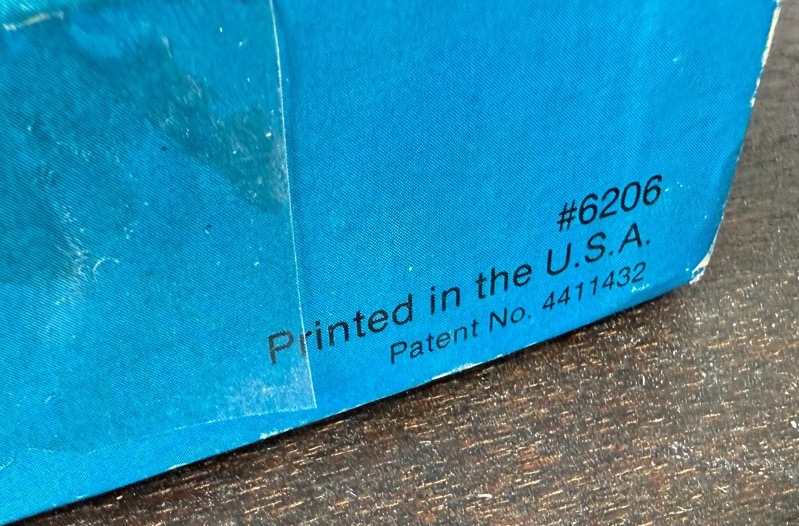 #6206
Printed in the U.S.A.
Patent No. 4411432